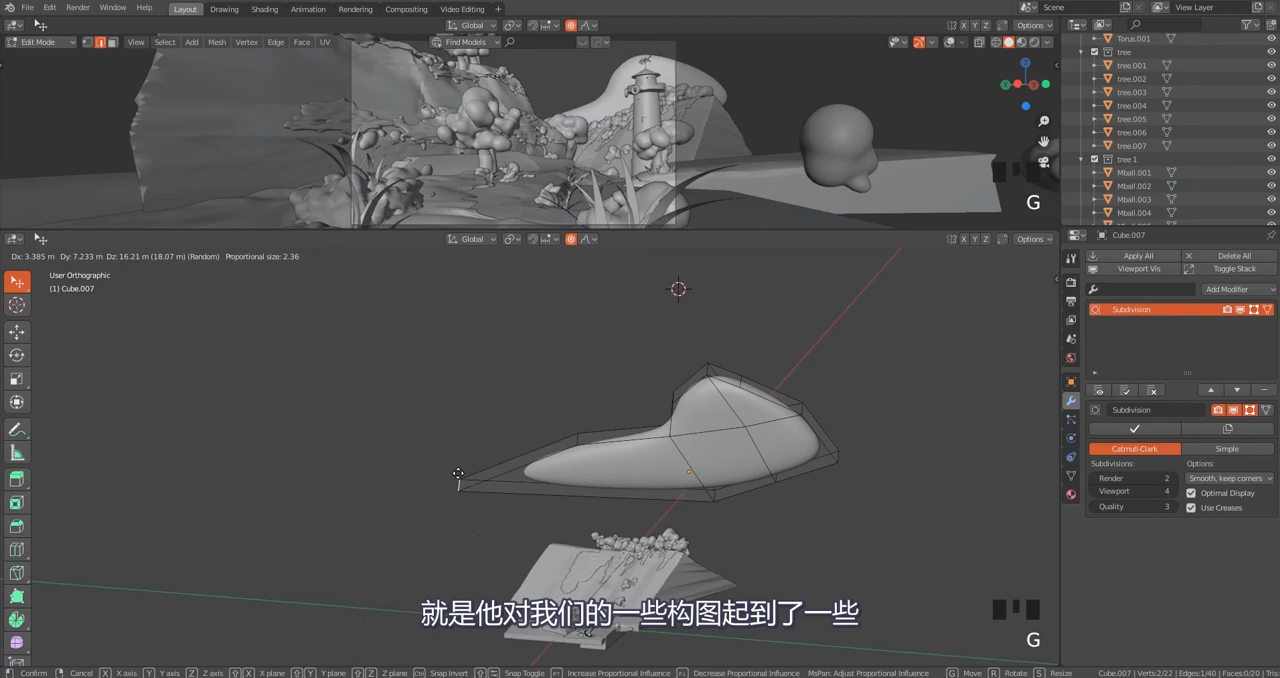 File Edit Render Window Help Layout Drawing Shading Animation Rendering Compositing Video Editing + Scene View Layer
Global X Y Z Options
Edit Mode View Select Add Mesh Vertex Edge Face UV Find Models
Torus.001
tree
tree.001
tree.002
tree.003
tree.004
tree.005
tree.006
tree.007
tree 1
Mball.001
Mball.002
Mball.003
Mball.004
G
Global X Y Z Options
Dx: 3.385 m Dy: 7.233 m Dz: 16.21 m (18.07 m) (Random) Proportional size: 2.36
User Orthographic
(1) Cube.007
Cube.007
Apply All Delete All
Viewport Vis Toggle Stack
Add Modifier
Subdivision
Subdivision
Catmull-Clark Simple
Subdivisions: Options:
Render 2 Smooth, keep corners
Viewport 4 Optimal Display
Quality 3 Use Creases
就是他对我们的一些构图起到了一些
G
Confirm Cancel X X axis Y Y axis Z Z axis X X plane Y Y plane Z Z plane Snap Invert Snap Toggle Increase Proportional Influence Decrease Proportional Influence MsPan: Adjust Proportional Influence G Move R Rotate S Resize Cube.007 | Verts:2/22 | Edges:1/40 | Faces:0/20 | Tris